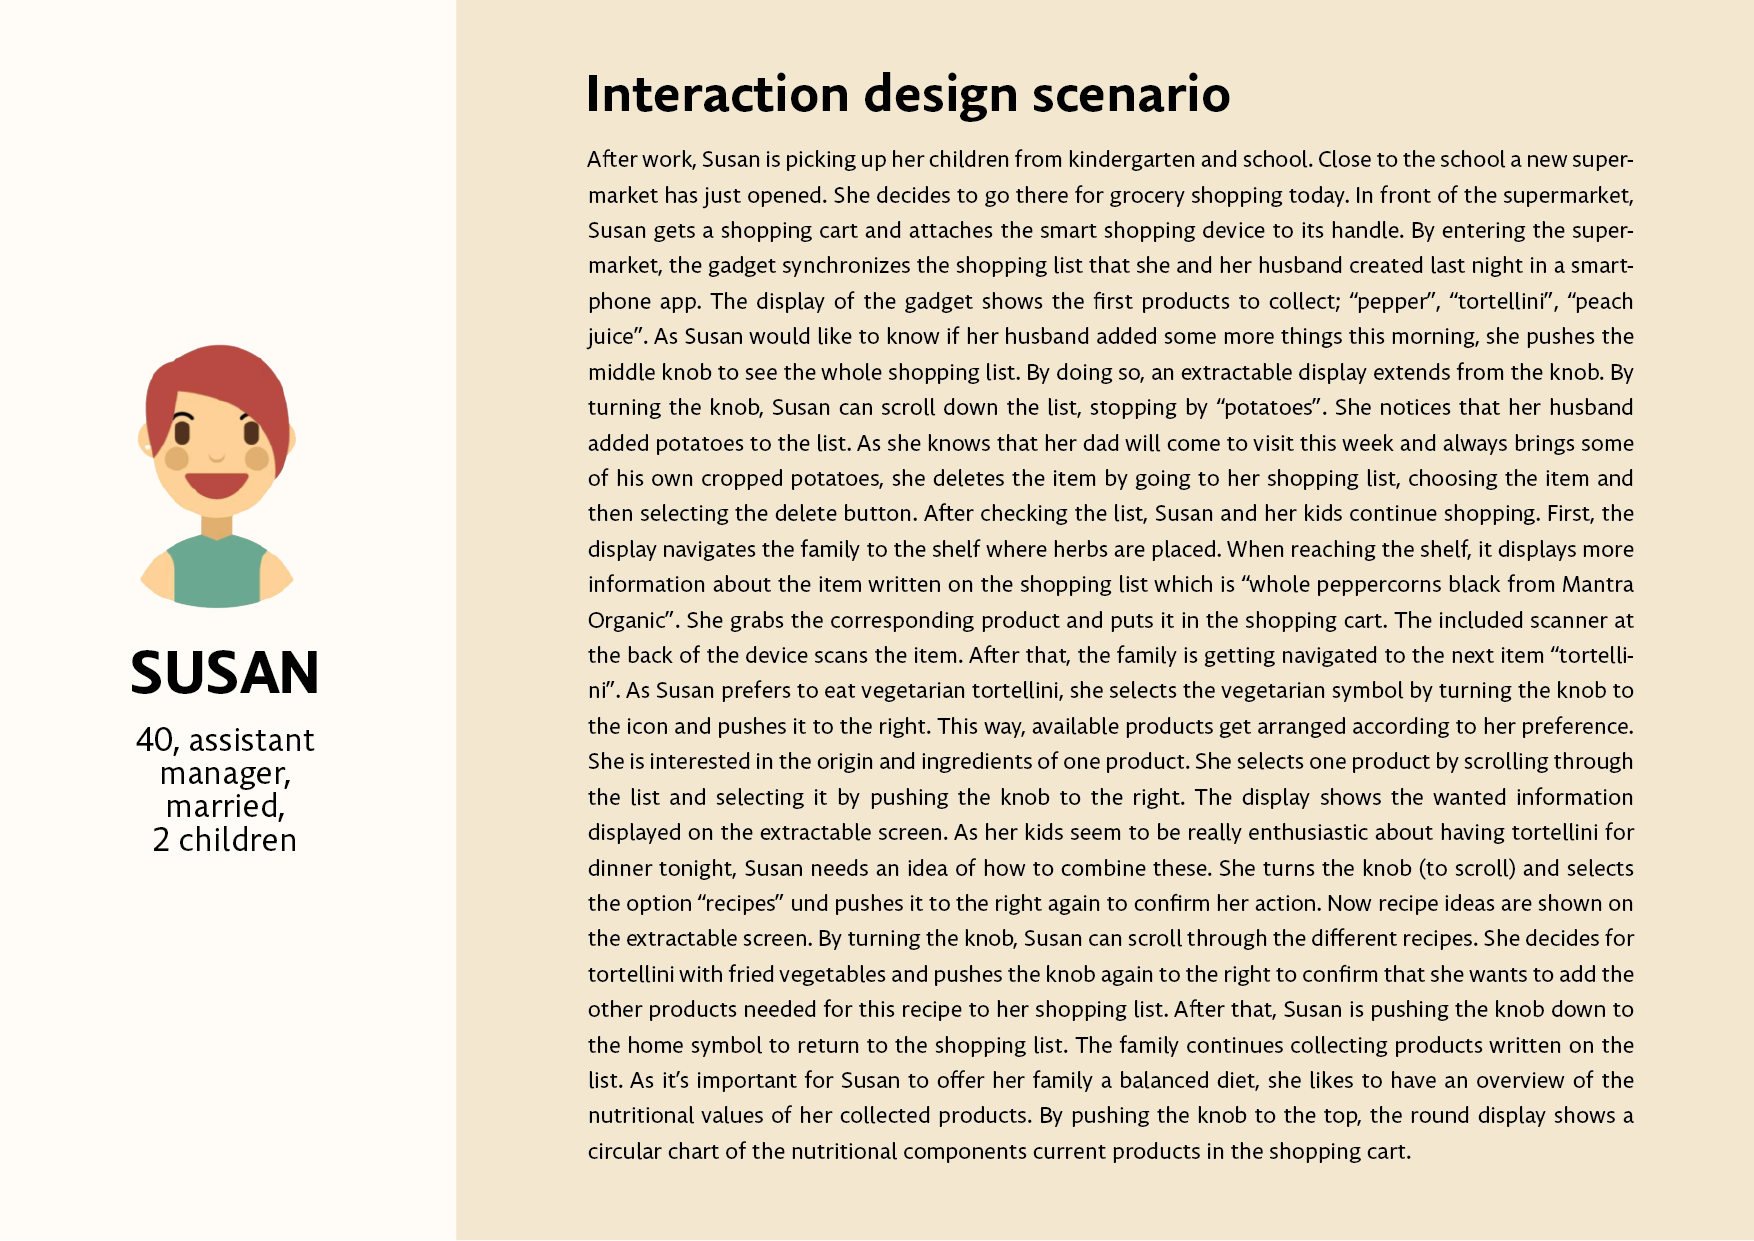 Interaction design scenario
After work, Susan is picking up her children from kindergarten and school. Close to the school a new super-
market has just opened. She decides to go there for grocery shopping today. In front of the supermarket,
Susan gets a shopping cart and attaches the smart shopping device to its handle. By entering the super-
market, the gadget synchronizes the shopping list that she and her husband created last night in a smart-
phone app. The display of the gadget shows the first products to collect; “pepper”, “tortellini”, “peach
juice”. As Susan would like to know if her husband added some more things this morning, she pushes the
middle knob to see the whole shopping list. By doing so, an extractable display extends from the knob. By
turning the knob, Susan can scroll down the list, stopping by “potatoes”. She notices that her husband
added potatoes to the list. As she knows that her dad will come to visit this week and always brings some
of his own cropped potatoes, she deletes the item by going to her shopping list, choosing the item and
then selecting the delete button. After checking the list, Susan and her kids continue shopping. First, the
display navigates the family to the shelf where herbs are placed. When reaching the shelf, it displays more
information about the item written on the shopping list which is “whole peppercorns black from Mantra
Organic”. She grabs the corresponding product and puts it in the shopping cart. The included scanner at
the back of the device scans the item. After that, the family is getting navigated to the next item “tortelli-
ni”. As Susan prefers to eat vegetarian tortellini, she selects the vegetarian symbol by turning the knob to
the icon and pushes it to the right. This way, available products get arranged according to her preference.
She is interested in the origin and ingredients of one product. She selects one product by scrolling through
the list and selecting it by pushing the knob to the right. The display shows the wanted information
displayed on the extractable screen. As her kids seem to be really enthusiastic about having tortellini for
dinner tonight, Susan needs an idea of how to combine these. She turns the knob (to scroll) and selects
the option “recipes” und pushes it to the right again to confirm her action. Now recipe ideas are shown on
the extractable screen. By turning the knob, Susan can scroll through the different recipes. She decides for
tortellini with fried vegetables and pushes the knob again to the right to confirm that she wants to add the
other products needed for this recipe to her shopping list. After that, Susan is pushing the knob down to
the home symbol to return to the shopping list. The family continues collecting products written on the
list. As it’s important for Susan to offer her family a balanced diet, she likes to have an overview of the
nutritional values of her collected products. By pushing the knob to the top, the round display shows a
circular chart of the nutritional components current products in the shopping cart.
SUSAN
40, assistant
manager,
married,
2 children